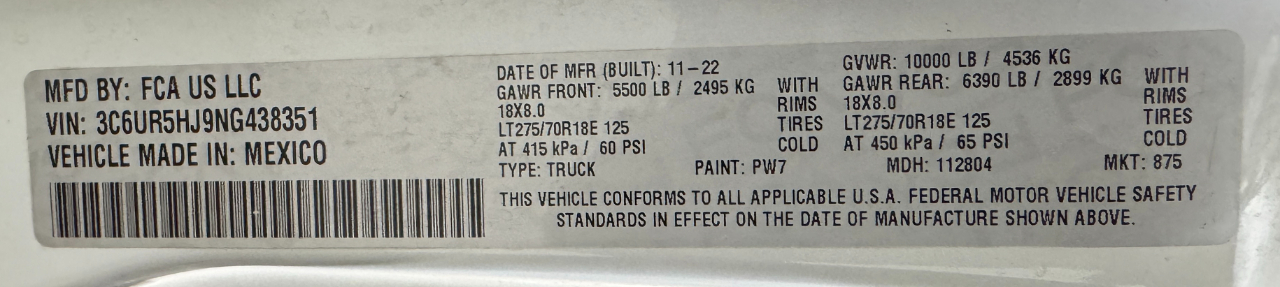 MFD BY: FCA US LLC
VIN: 3C6UR5HJ9NG438351
VEHICLE MADE IN: MEXICO
DATE OF MFR (BUILT): 11-22
GAWR FRONT: 5500 LB / 2495 KG WITH
18X8.0 RIMS
LT275/70R18E 125 TIRES
AT 415 kPa / 60 PSI COLD
GVWR: 10000 LB / 4536 KG
GAWR REAR: 6390 LB / 2899 KG WITH
18X8.0 RIMS
LT275/70R18E 125 TIRES
AT 450 kPa / 65 PSI COLD
TYPE: TRUCK PAINT: PW7 MDH: 112804 MKT: 875
THIS VEHICLE CONFORMS TO ALL APPLICABLE U.S.A. FEDERAL MOTOR VEHICLE SAFETY
STANDARDS IN EFFECT ON THE DATE OF MANUFACTURE SHOWN ABOVE.